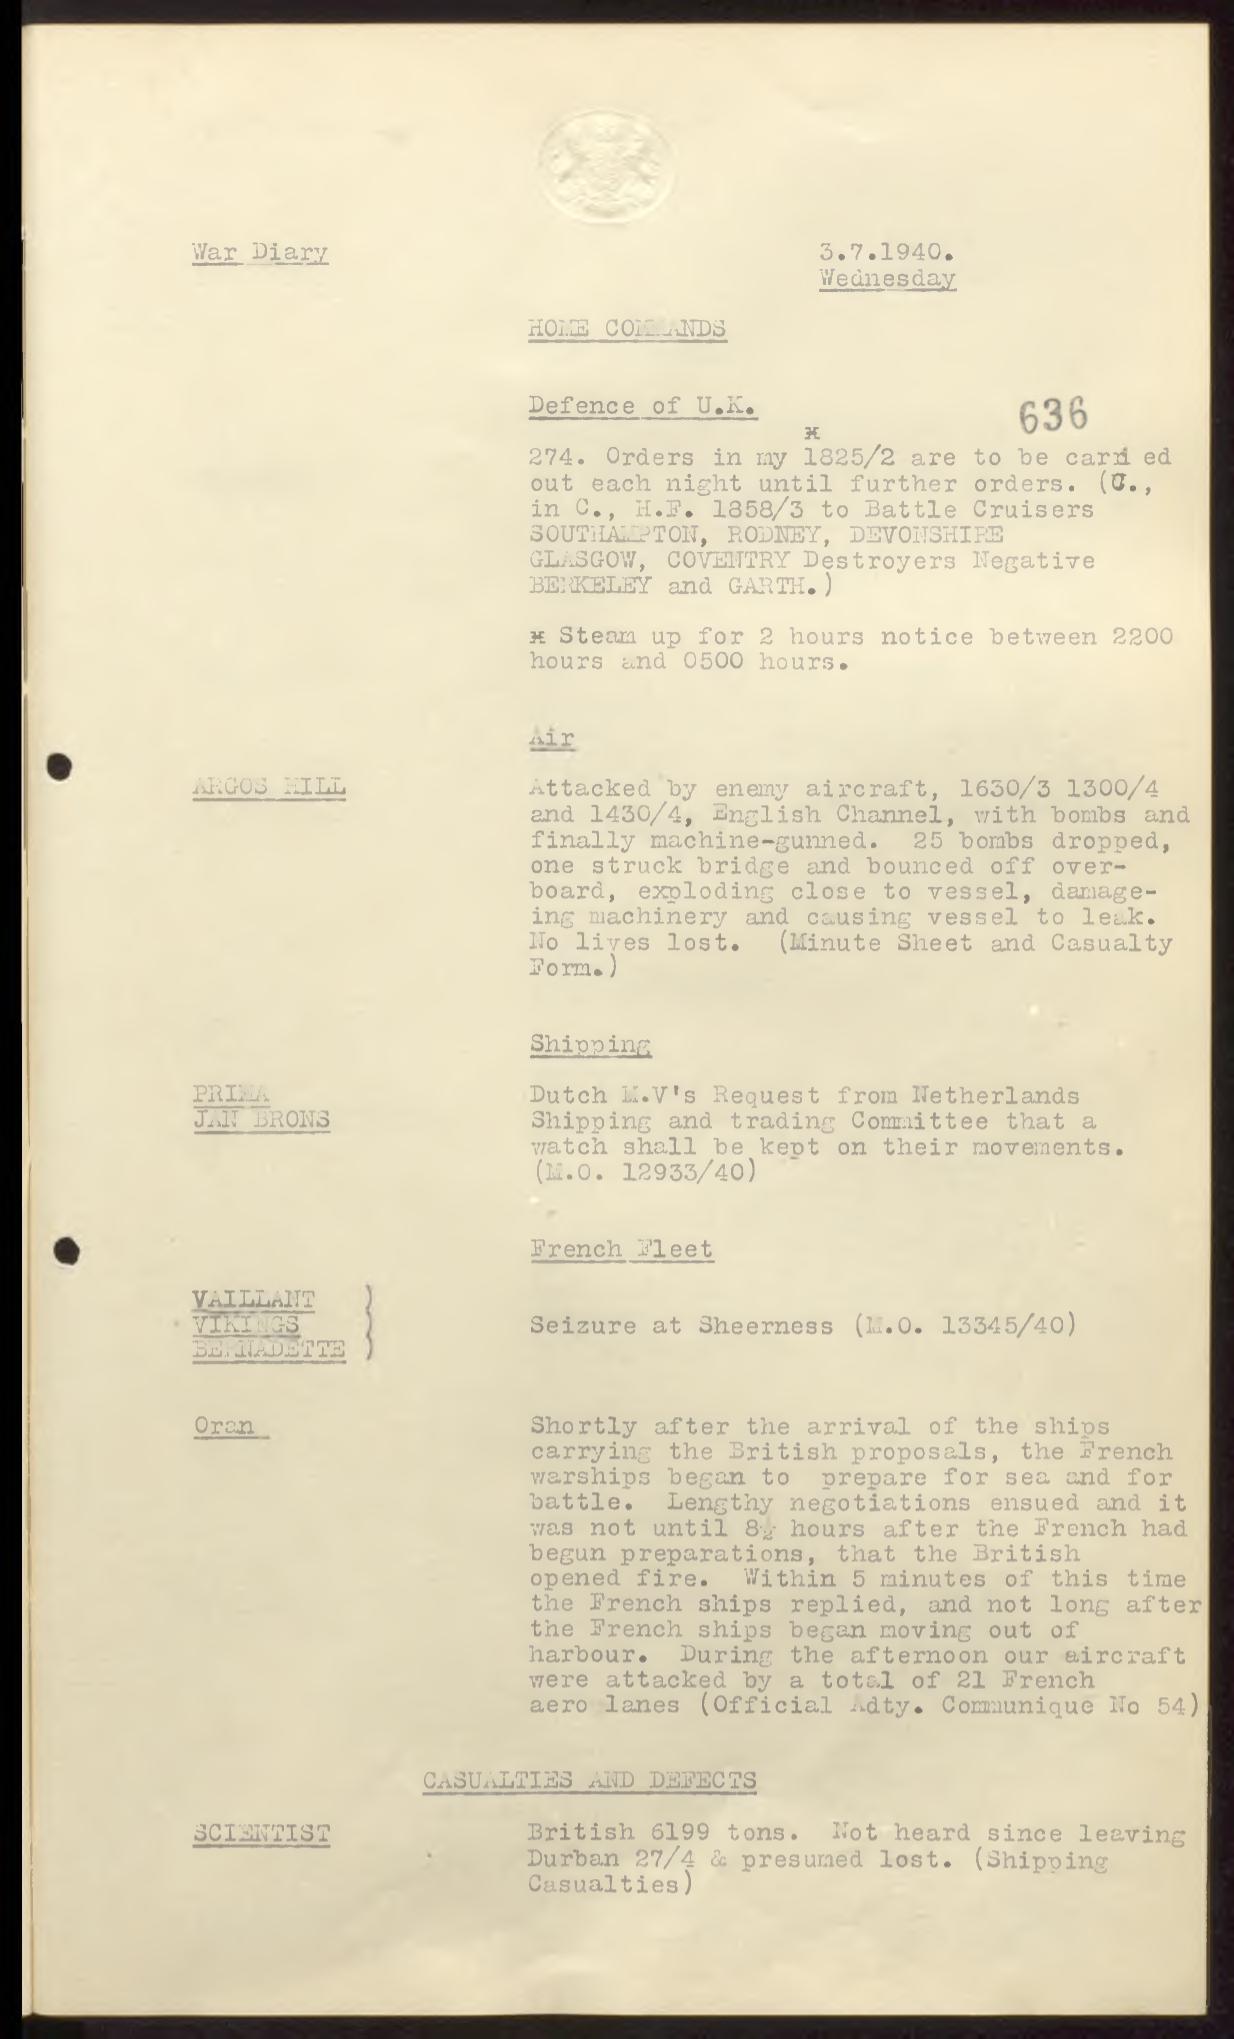 War Diary
3.7.1940.
Wednesday
HOME COMMANDS
Defence of U.K.
636
x
274. Orders in my 1825/2 are to be carri ed
out each night until further orders. (C.,
in C., H.F. 1858/3 to Battle Cruisers
SOUTHAMPTON, RODNEY, DEVONSHIRE
GLASGOW, COVENTRY Destroyers Negative
BERKELEY and GARTH.)
x Steam up for 2 hours notice between 2200
hours and 0500 hours.
Air
ARGOS HILL
Attacked by enemy aircraft, 1630/3 1300/4
and 1430/4, English Channel, with bombs and
finally machine-gunned. 25 bombs dropped,
one struck bridge and bounced off over-
board, exploding close to vessel, damage-
ing machinery and causing vessel to leak.
No lives lost. (Minute Sheet and Casualty
Form.)
Shipping
PRIMA
JAN BRONS
Dutch M.V's Request from Netherlands
Shipping and trading Committee that a
watch shall be kept on their movements.
(M.O. 12933/40)
French Fleet
VAILLANT )
VIKINGS )
BERNADETTE )
Seizure at Sheerness (M.O. 13345/40)
Oran
Shortly after the arrival of the ships
carrying the British proposals, the French
warships began to prepare for sea and for
battle. Lengthy negotiations ensued and it
was not until 8½ hours after the French had
begun preparations, that the British
opened fire. Within 5 minutes of this time
the French ships replied, and not long after
the French ships began moving out of
harbour. During the afternoon our aircraft
were attacked by a total of 21 French
aero lanes (Official Adty. Communique No 54)
CASUALTIES AND DEFECTS
SCIENTIST
British 6199 tons. Not heard since leaving
Durban 27/4 & presumed lost. (Shipping
Casualties)